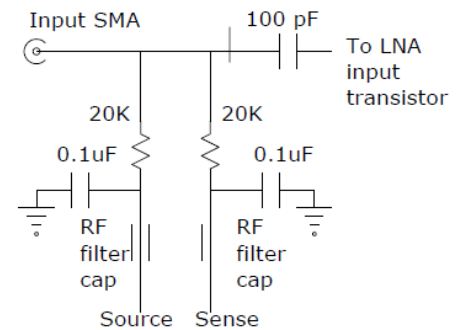 Input SMA
100 pF
To LNA
input
transistor
20K
20K
0.1uF
0.1uF
RF
filter
cap
RF
filter
cap
Source
Sense